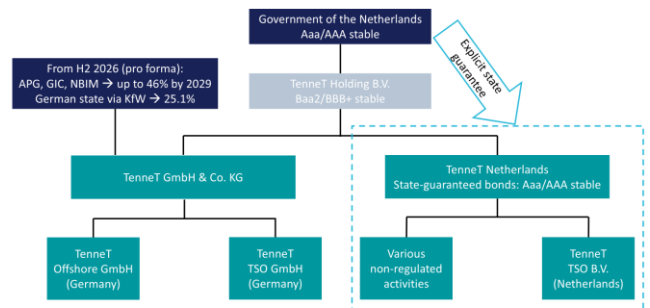 Government of the Netherlands
Aaa/AAA stable
Explicit state
guarantee
From H2 2026 (pro forma):
APG, GIC, NBIM → up to 46% by 2029
German state via KfW → 25.1%
TenneT Holding B.V.
Baa2/BBB+ stable
TenneT GmbH & Co. KG
TenneT Netherlands
State-guaranteed bonds: Aaa/AAA stable
TenneT
Offshore GmbH
(Germany)
TenneT
TSO GmbH
(Germany)
Various
non-regulated
activities
TenneT
TSO B.V.
(Netherlands)